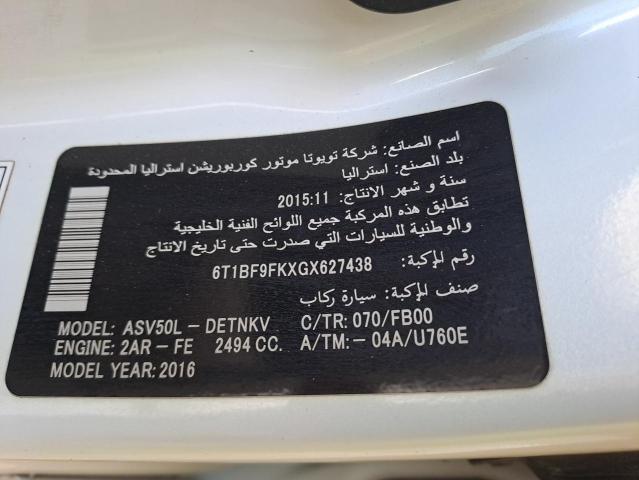 اسم الصانع: شركة تويوتا موتور كوربوريشن استراليا المحدودة
بلد الصنع: استراليا
سنة و شهر الانتاج: 2015:11
تطابق هذه المركبة جميع اللوائح الفنية الخليجية
والوطنية للسيارات التي صدرت حتى تاريخ الانتاج
رقم المركبة: 6T1BF9FKXGX627438
صنف المركبة: سيارة ركاب
MODEL: ASV50L - DETNKV C/TR: 070/FB00
ENGINE: 2AR - FE 2494 CC. A/TM:- 04A/U760E
MODEL YEAR: 2016